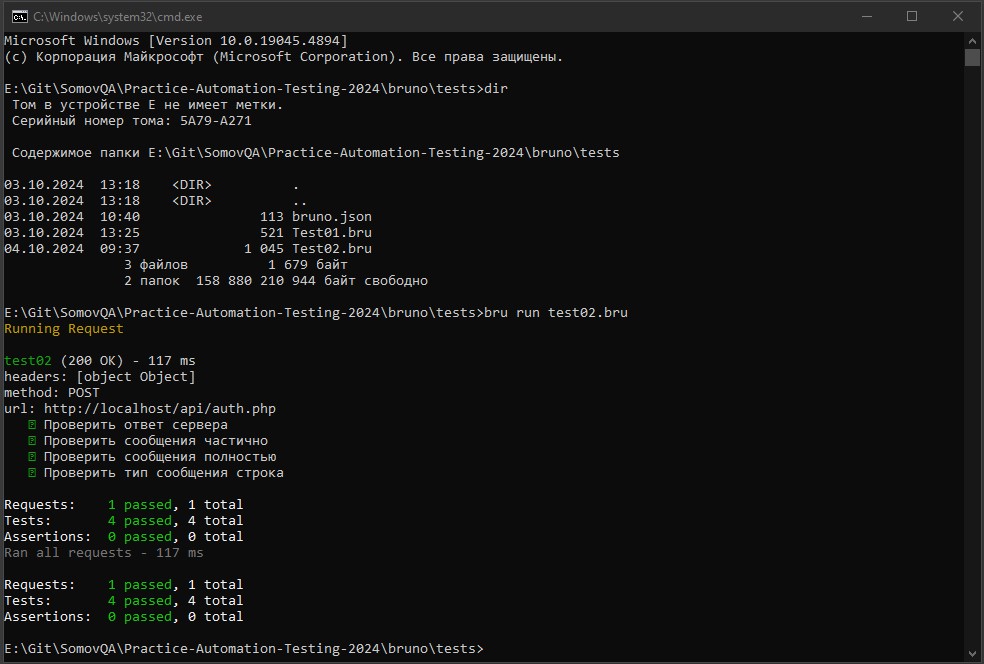 C:\Windows\system32\cmd.exe
Microsoft Windows [Version 10.0.19045.4894]
(c) Корпорация Майкрософт (Microsoft Corporation). Все права защищены.
E:\Git\SomovQA\Practice-Automation-Testing-2024\bruno\tests>dir
Том в устройстве E не имеет метки.
Серийный номер тома: 5A79-A271
Содержимое папки E:\Git\SomovQA\Practice-Automation-Testing-2024\bruno\tests
03.10.2024  13:18    <DIR>          .
03.10.2024  13:18    <DIR>          ..
03.10.2024  10:40               113 bruno.json
03.10.2024  13:25               521 Test01.bru
04.10.2024  09:37             1 045 Test02.bru
3 файлов          1 679 байт
2 папок  158 880 210 944 байт свободно
E:\Git\SomovQA\Practice-Automation-Testing-2024\bruno\tests>bru run test02.bru
Running Request
test02 (200 OK) - 117 ms
headers: [object Object]
method: POST
url: http://localhost/api/auth.php
Проверить ответ сервера
Проверить сообщения частично
Проверить сообщения полностью
Проверить тип сообщения строка
Requests:    1 passed, 1 total
Tests:       4 passed, 4 total
Assertions:  0 passed, 0 total
Ran all requests - 117 ms
Requests:    1 passed, 1 total
Tests:       4 passed, 4 total
Assertions:  0 passed, 0 total
E:\Git\SomovQA\Practice-Automation-Testing-2024\bruno\tests>